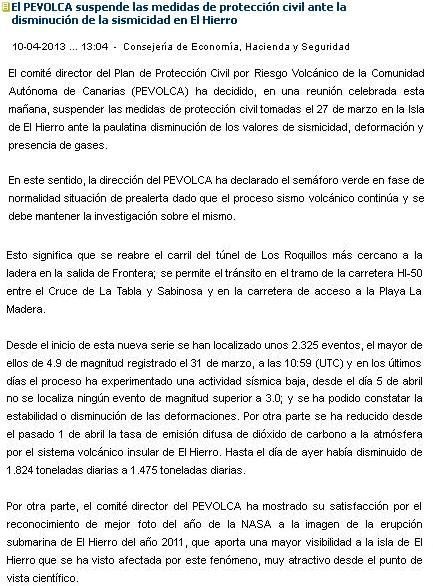 El PEVOLCA suspende las medidas de protección civil ante la
disminución de la sismicidad en El Hierro
10-04-2013 ... 13:04 - Consejería de Economía, Hacienda y Seguridad
El comité director del Plan de Protección Civil por Riesgo Volcánico de la Comunidad
Autónoma de Canarias (PEVOLCA) ha decidido, en una reunión celebrada esta
mañana, suspender las medidas de protección civil tomadas el 27 de marzo en la Isla
de El Hierro ante la paulatina disminución de los valores de sismicidad, deformación y
presencia de gases.
En este sentido, la dirección del PEVOLCA ha declarado el semáforo verde en fase de
normalidad situación de prealerta dado que el proceso sismo volcánico continúa y se
debe mantener la investigación sobre el mismo.
Esto significa que se reabre el carril del túnel de Los Roquillos más cercano a la
ladera en la salida de Frontera; se permite el tránsito en el tramo de la carretera HI-50
entre el Cruce de La Tabla y Sabinosa y en la carretera de acceso a la Playa La
Madera.
Desde el inicio de esta nueva serie se han localizado unos 2.325 eventos, el mayor de
ellos de 4.9 de magnitud registrado el 31 de marzo, a las 10:59 (UTC) y en los últimos
días el proceso ha experimentado una actividad sísmica baja, desde el día 5 de abril
no se localiza ningún evento de magnitud superior a 3.0; y se ha podido constatar la
estabilidad o disminución de las deformaciones. Por otra parte se ha reducido desde
el pasado 1 de abril la tasa de emisión difusa de dióxido de carbono a la atmósfera
por el sistema volcánico insular de El Hierro. Hasta el día de ayer había disminuido de
1.824 toneladas diarias a 1.475 toneladas diarias.
Por otra parte, el comité director del PEVOLCA ha mostrado su satisfacción por el
reconocimiento de mejor foto del año de la NASA a la imagen de la erupción
submarina de El Hierro del año 2011, que aporta una mayor visibilidad a la isla de El
Hierro que se ha visto afectada por este fenómeno, muy atractivo desde el punto de
vista científico.